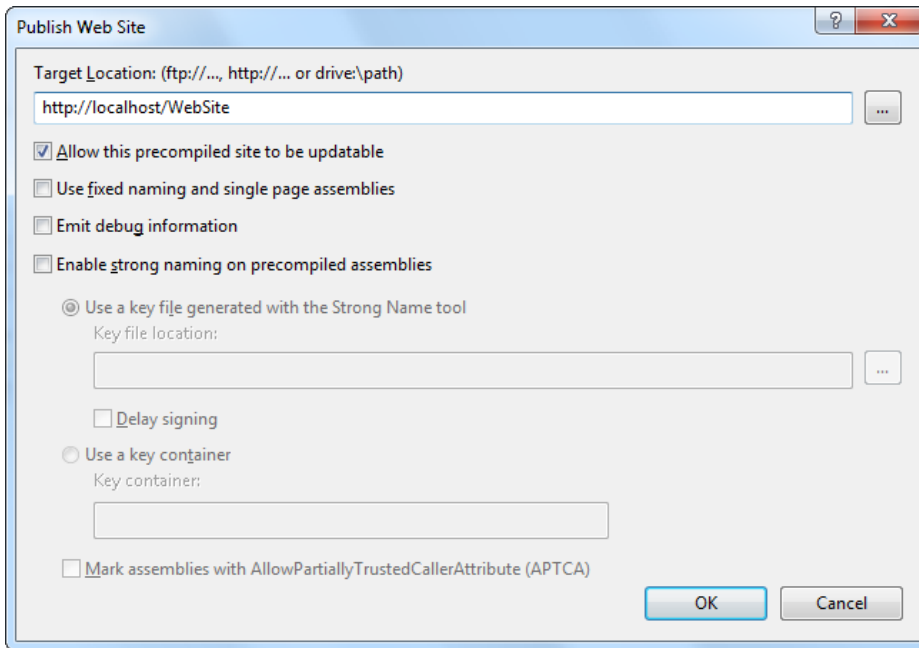 Publish Web Site
Target Location: (ftp://..., http://... or drive:\path)
http://localhost/WebSite
...
Allow this precompiled site to be updatable
Use fixed naming and single page assemblies
Emit debug information
Enable strong naming on precompiled assemblies
Use a key file generated with the Strong Name tool
Key file location:
...
Delay signing
Use a key container
Key container:
Mark assemblies with AllowPartiallyTrustedCallerAttribute (APTCA)
OK Cancel